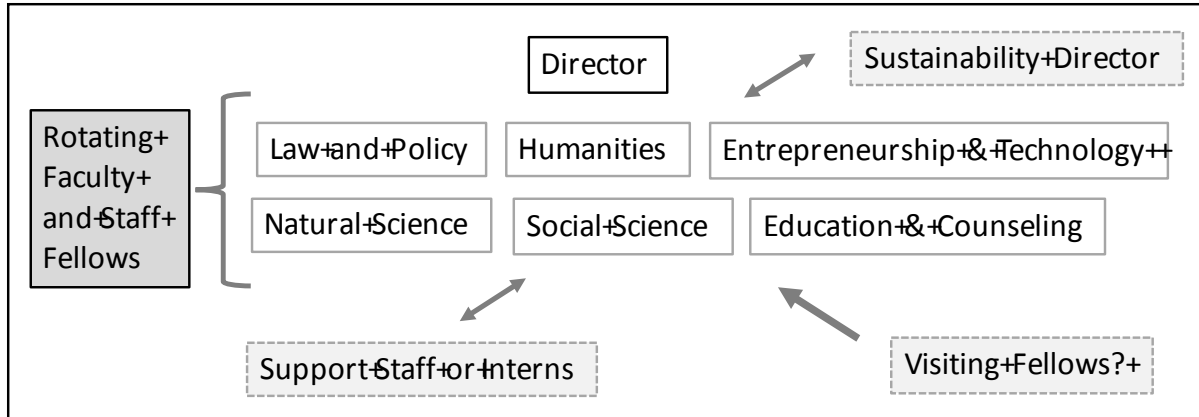 Director
Sustainability+Director
Rotating+
Faculty+
and+Staff+
Fellows
Law+and+Policy
Humanities
Entrepreneurship+&+Technology++
Natural+Science
Social+Science
Education+&+Counseling
Support+Staff+or+Interns
Visiting+Fellows?+